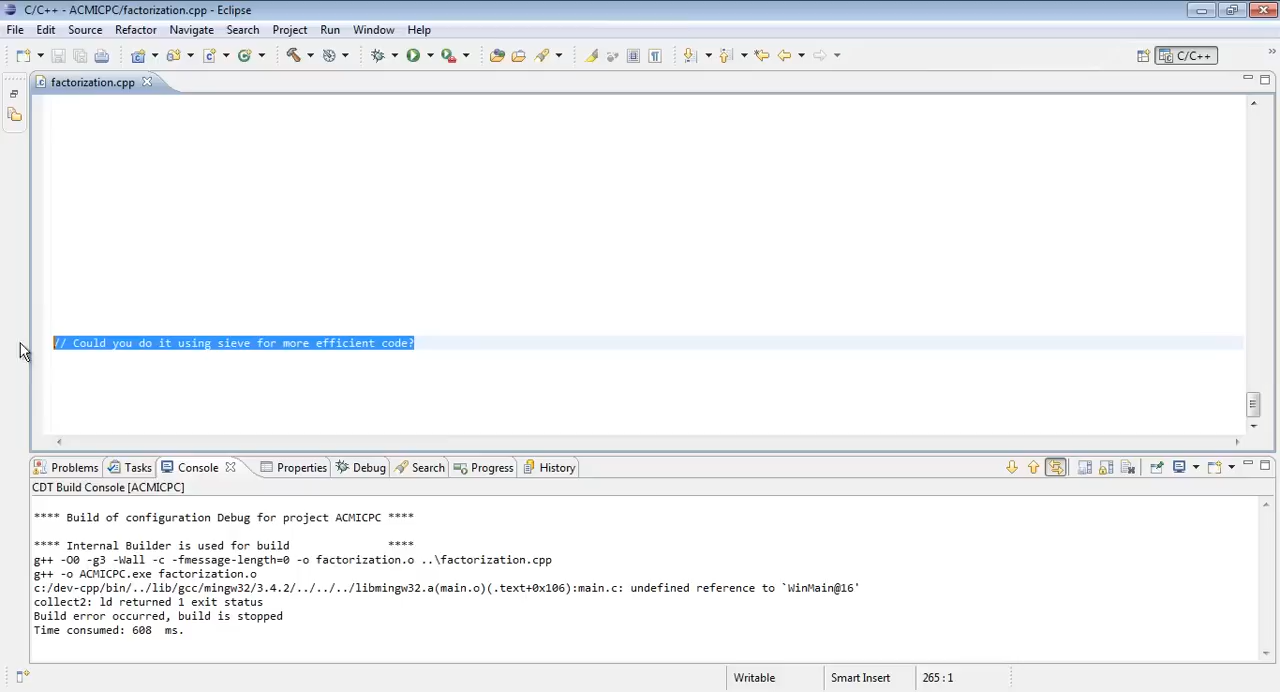 C/C++ - ACMICPC/factorization.cpp - Eclipse
File Edit Source Refactor Navigate Search Project Run Window Help
C/C++
factorization.cpp
// Could you do it using sieve for more efficient code?
Problems Tasks Console Properties Debug Search Progress History
CDT Build Console [ACMICPC]
**** Build of configuration Debug for project ACMICPC ****
**** Internal Builder is used for build ****
g++ -O0 -g3 -Wall -c -fmessage-length=0 -o factorization.o ..\factorization.cpp
g++ -o ACMICPC.exe factorization.o
c:/dev-cpp/bin/../lib/gcc/mingw32/3.4.2/../../../libmingw32.a(main.o)(.text+0x106):main.c: undefined reference to `WinMain@16'
collect2: ld returned 1 exit status
Build error occurred, build is stopped
Time consumed: 608 ms.
Writable Smart Insert 265 : 1